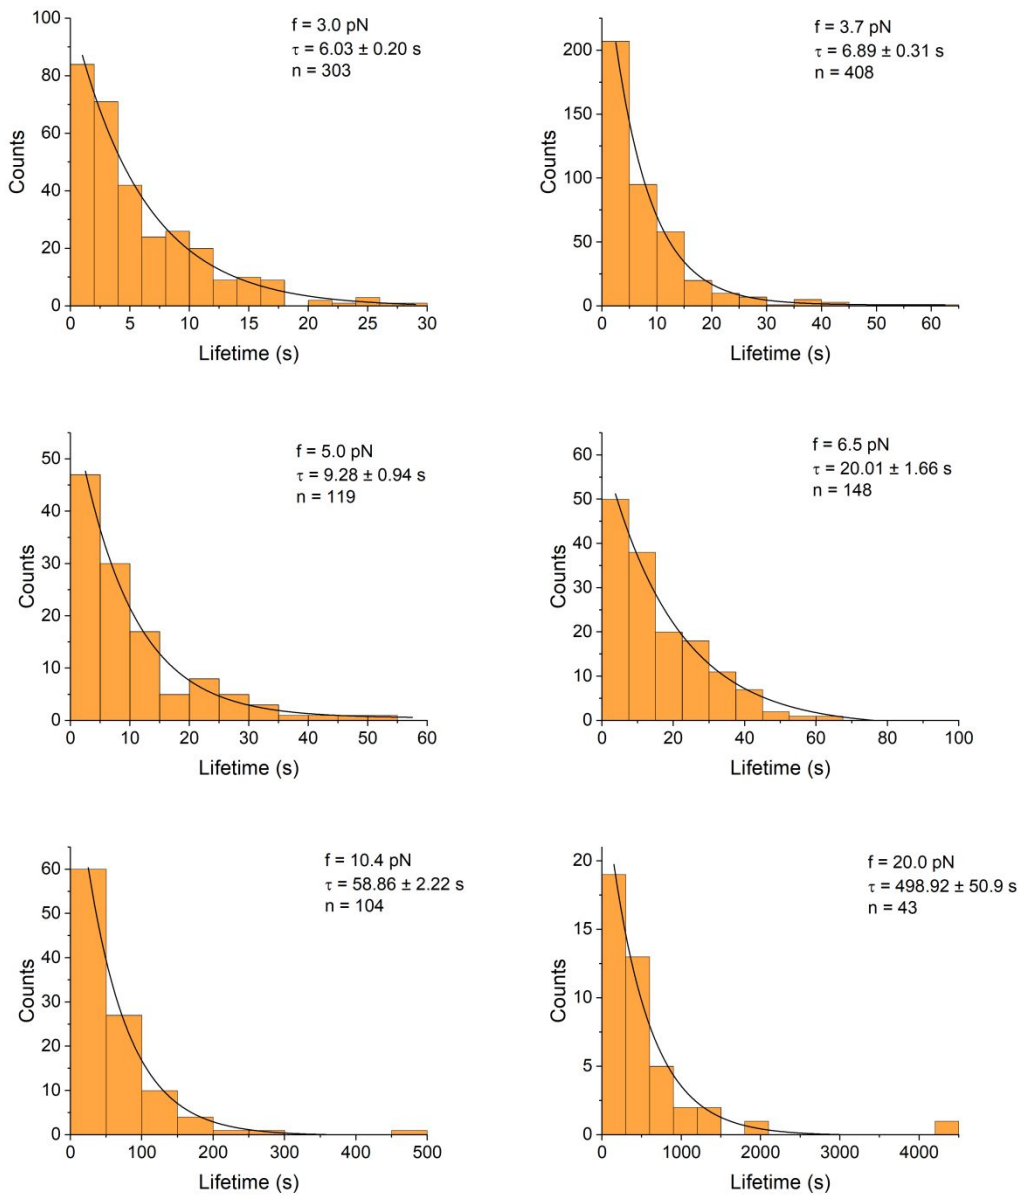 f = 3.0 pN
τ = 6.03 ± 0.20 s
n = 303
100
80
60
40
20
0
Counts
0 5 10 15 20 25 30
Lifetime (s)
f = 3.7 pN
τ = 6.89 ± 0.31 s
n = 408
200
150
100
50
0
Counts
0 10 20 30 40 50 60
Lifetime (s)
f = 5.0 pN
τ = 9.28 ± 0.94 s
n = 119
50
40
30
20
10
0
Counts
0 10 20 30 40 50 60
Lifetime (s)
f = 6.5 pN
τ = 20.01 ± 1.66 s
n = 148
60
50
40
30
20
10
0
Counts
0 20 40 60 80 100
Lifetime (s)
f = 10.4 pN
τ = 58.86 ± 2.22 s
n = 104
60
50
40
30
20
10
0
Counts
0 100 200 300 400 500
Lifetime (s)
f = 20.0 pN
τ = 498.92 ± 50.9 s
n = 43
20
15
10
5
0
Counts
0 1000 2000 3000 4000
Lifetime (s)